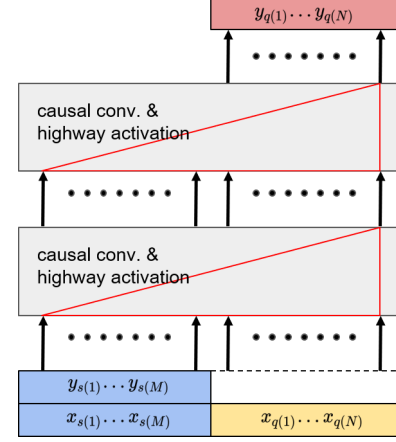 y_{q(1)} ... y_{q(N)}
causal conv. &
highway activation
causal conv. &
highway activation
y_{s(1)} ... y_{s(M)}
x_{s(1)} ... x_{s(M)} x_{q(1)} ... x_{q(N)}